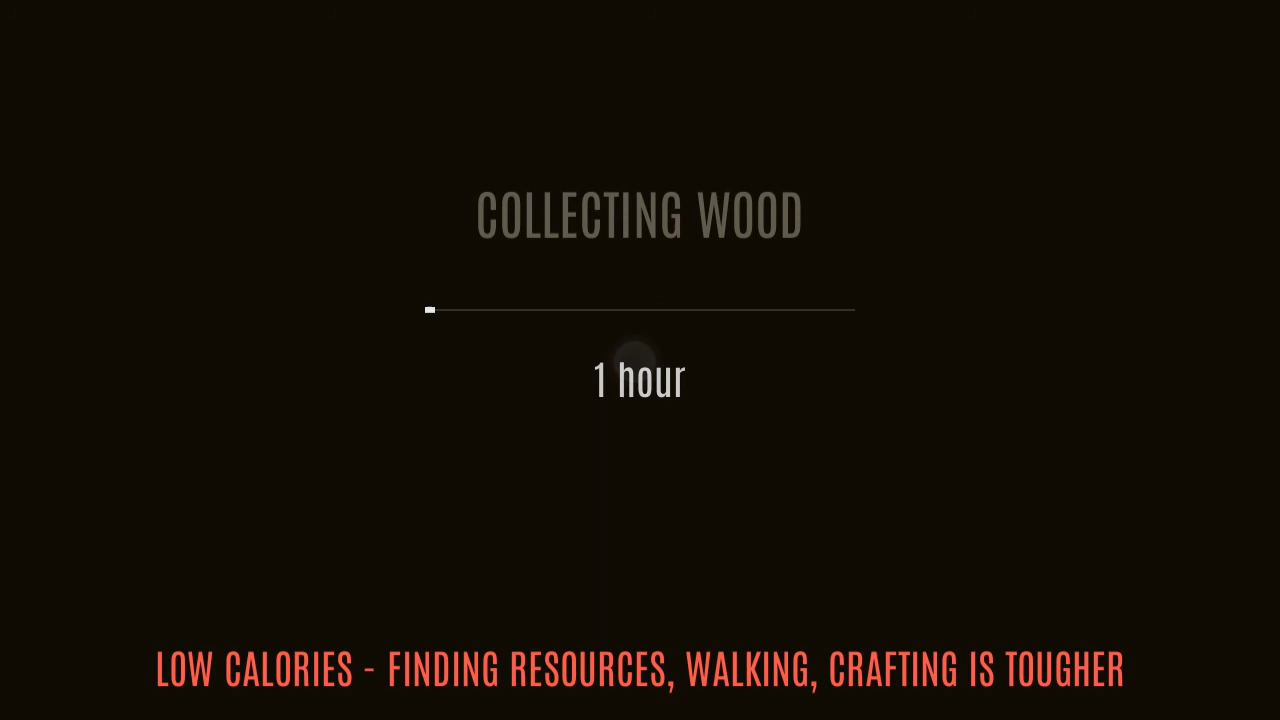 COLLECTING WOOD
1 hour
LOW CALORIES - FINDING RESOURCES, WALKING, CRAFTING IS TOUGHER